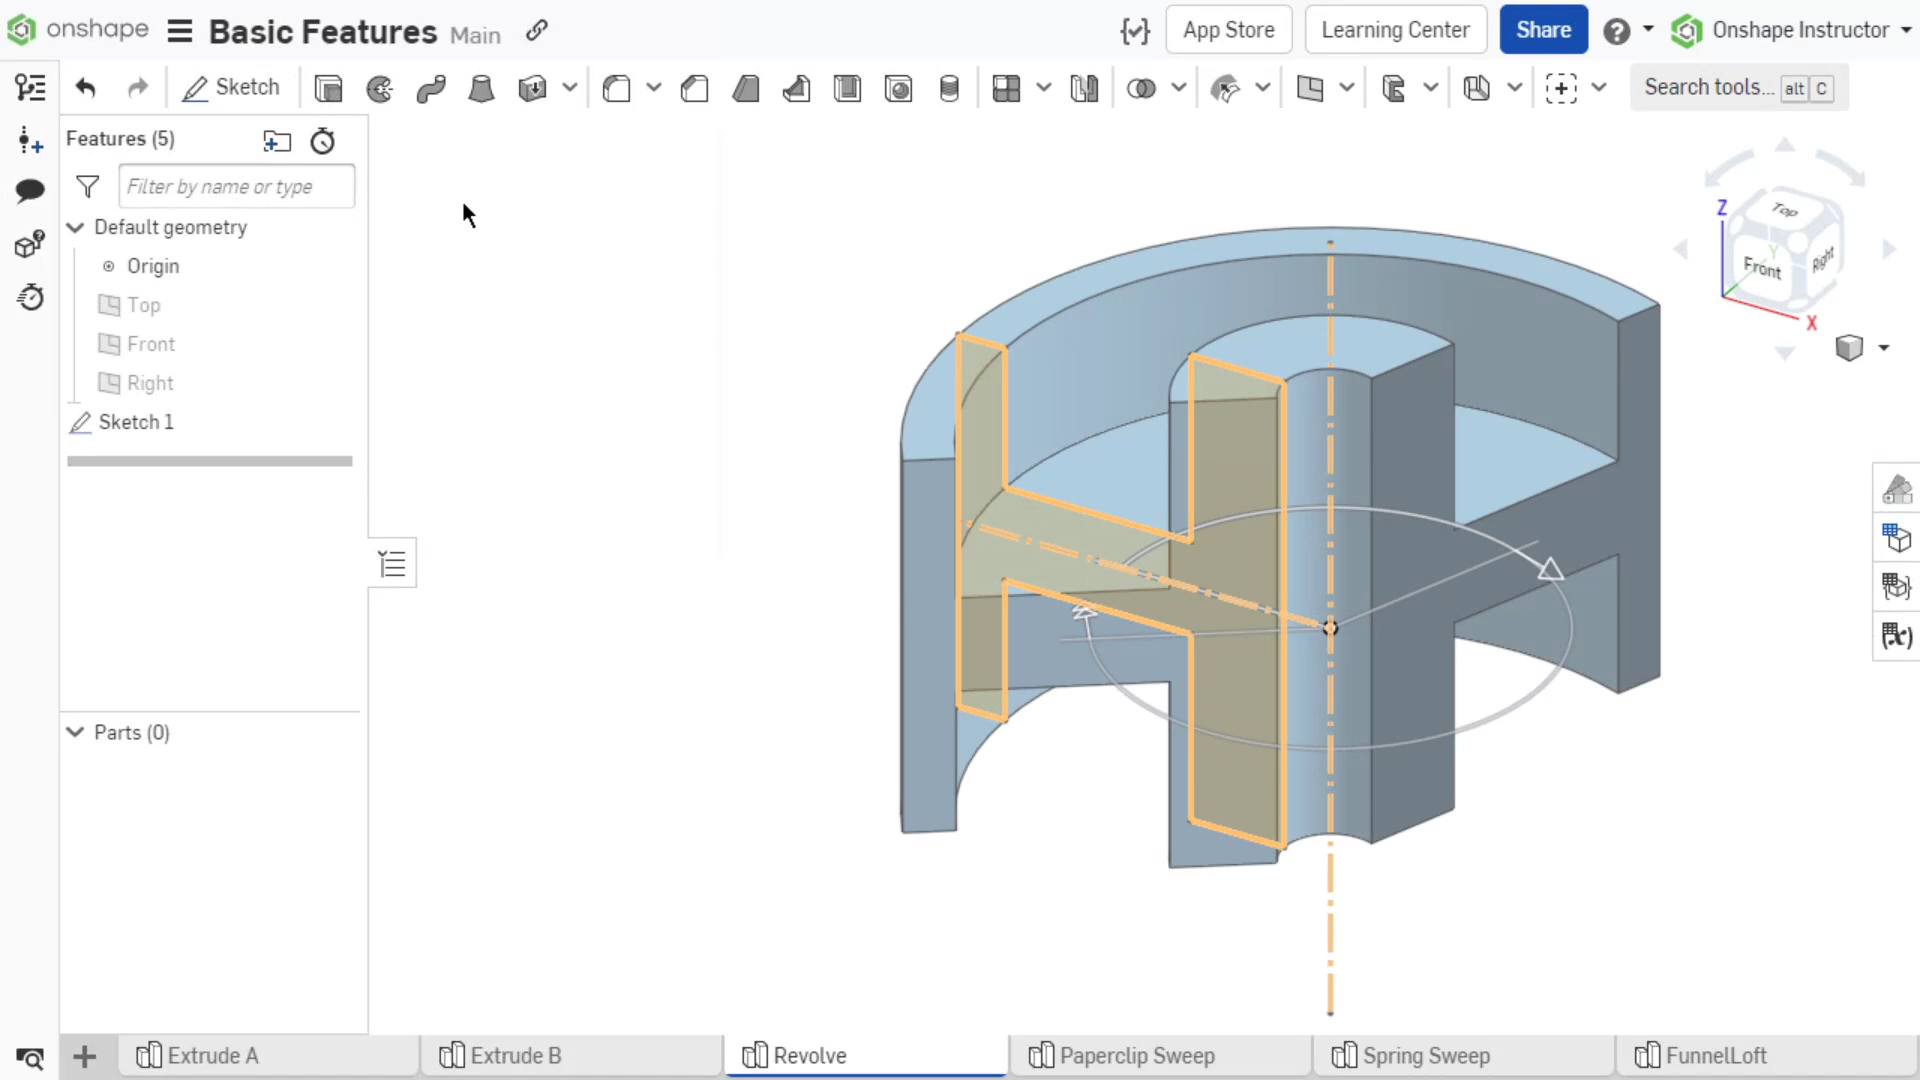 onshape Basic Features Main App Store Learning Center Share Onshape Instructor
Sketch Search tools... alt C
Features (5)
Filter by name or type
Default geometry
Origin
Top
Front
Right
Sketch 1
Parts (0)
Z
Top
Y
Front
Right
X
(x)
Extrude A Extrude B Revolve Paperclip Sweep Spring Sweep FunnelLoft